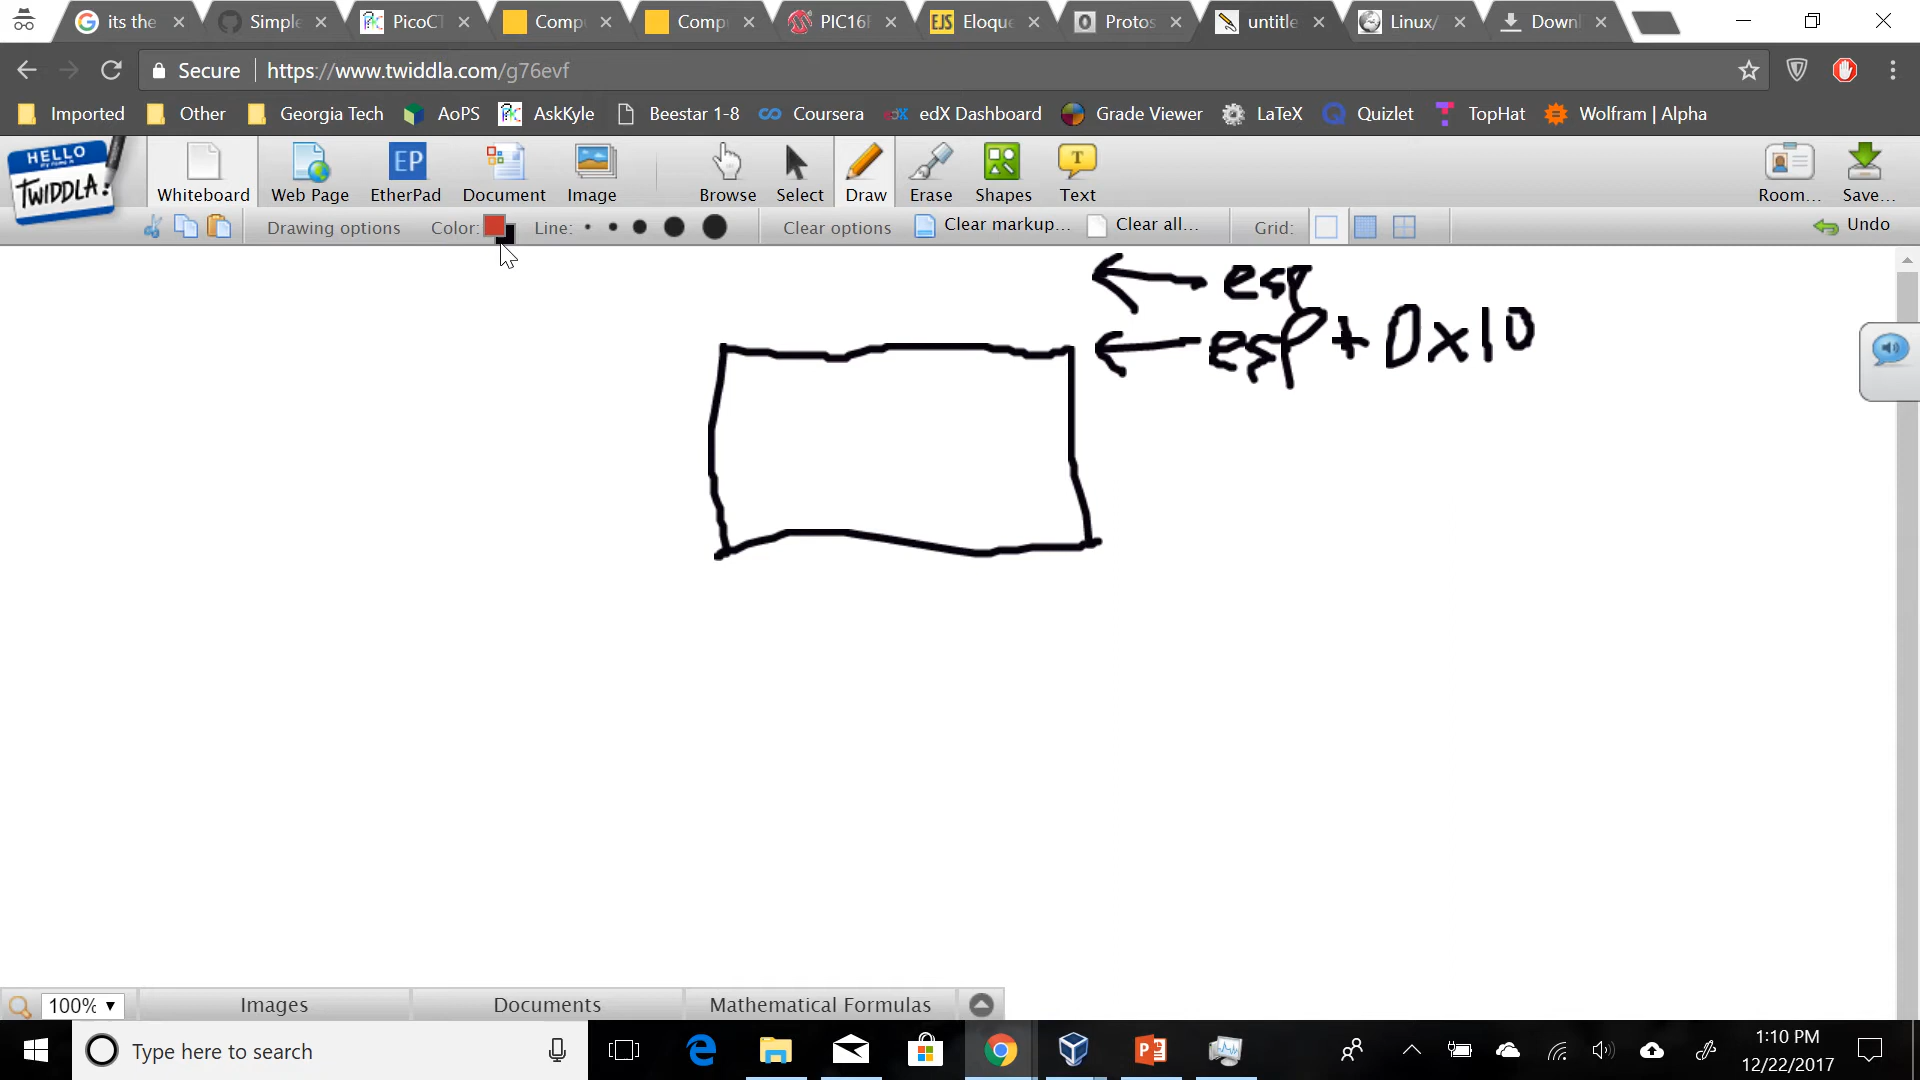 its the
Simple
PicoCT
Comp
Comp
PIC16F
EJS
Eloque
Protos
untitle
Linux/
Downl
Secure
https://www.twiddla.com/g76evf
Imported
Other
Georgia Tech
AoPS
AskKyle
Beestar 1-8
Coursera
edX Dashboard
Grade Viewer
LaTeX
Quizlet
TopHat
Wolfram | Alpha
HELLO
TWIDDLA!
Whiteboard
Web Page
EP
EtherPad
Document
Image
Browse
Select
Draw
Erase
Shapes
T
Text
Room...
Save...
Drawing options
Color:
Line:
Clear options
Clear markup...
Clear all...
Grid:
Undo
esp
esp + 0x10
100%
Images
Documents
Mathematical Formulas
Type here to search
1:10 PM
12/22/2017